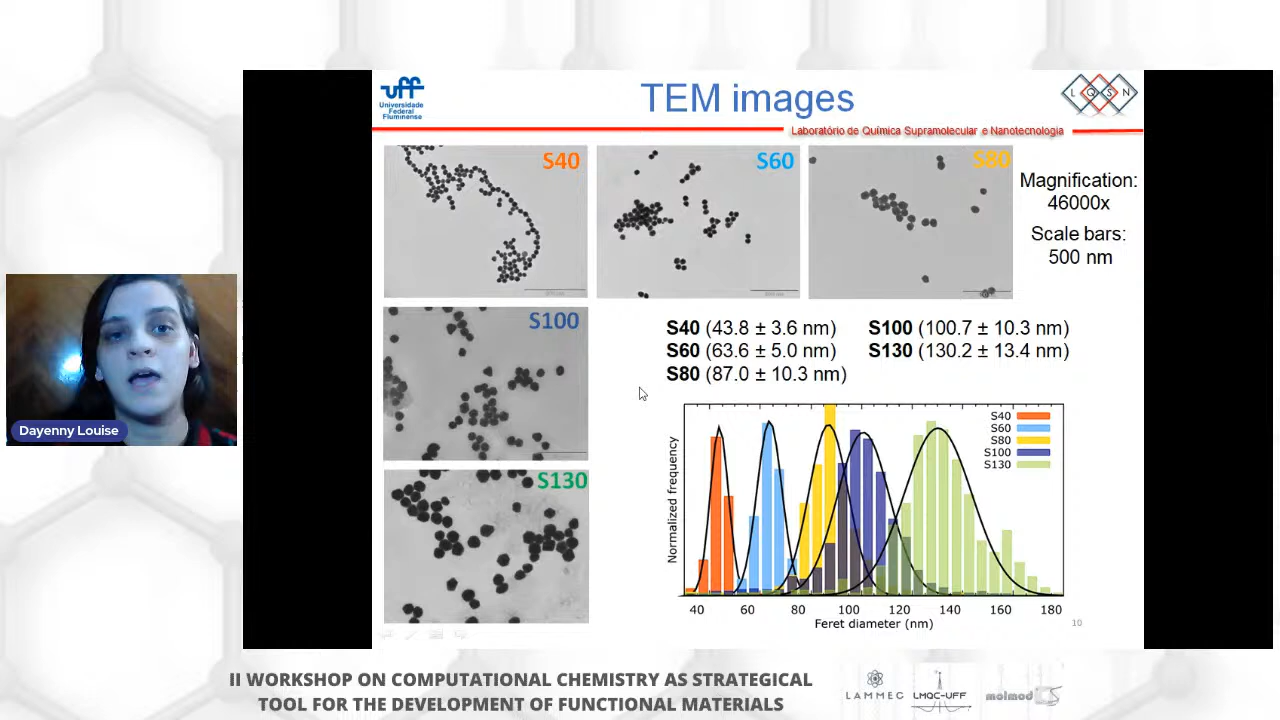 uff
Universidade
Federal
Fluminense
TEM images
L Q S N
Laboratório de Química Supramolecular e Nanotecnologia
S40
S60
S80
Magnification:
46000x
Scale bars:
500 nm
S100
S130
S40 (43.8 ± 3.6 nm)
S60 (63.6 ± 5.0 nm)
S80 (87.0 ± 10.3 nm)
S100 (100.7 ± 10.3 nm)
S130 (130.2 ± 13.4 nm)
Normalized frequency
S40
S60
S80
S100
S130
40 60 80 100 120 140 160 180
Feret diameter (nm)
10
Dayenny Louise
II WORKSHOP ON COMPUTATIONAL CHEMISTRY AS STRATEGICAL
TOOL FOR THE DEVELOPMENT OF FUNCTIONAL MATERIALS
LAMMEC
LMQC-UFF
molmod